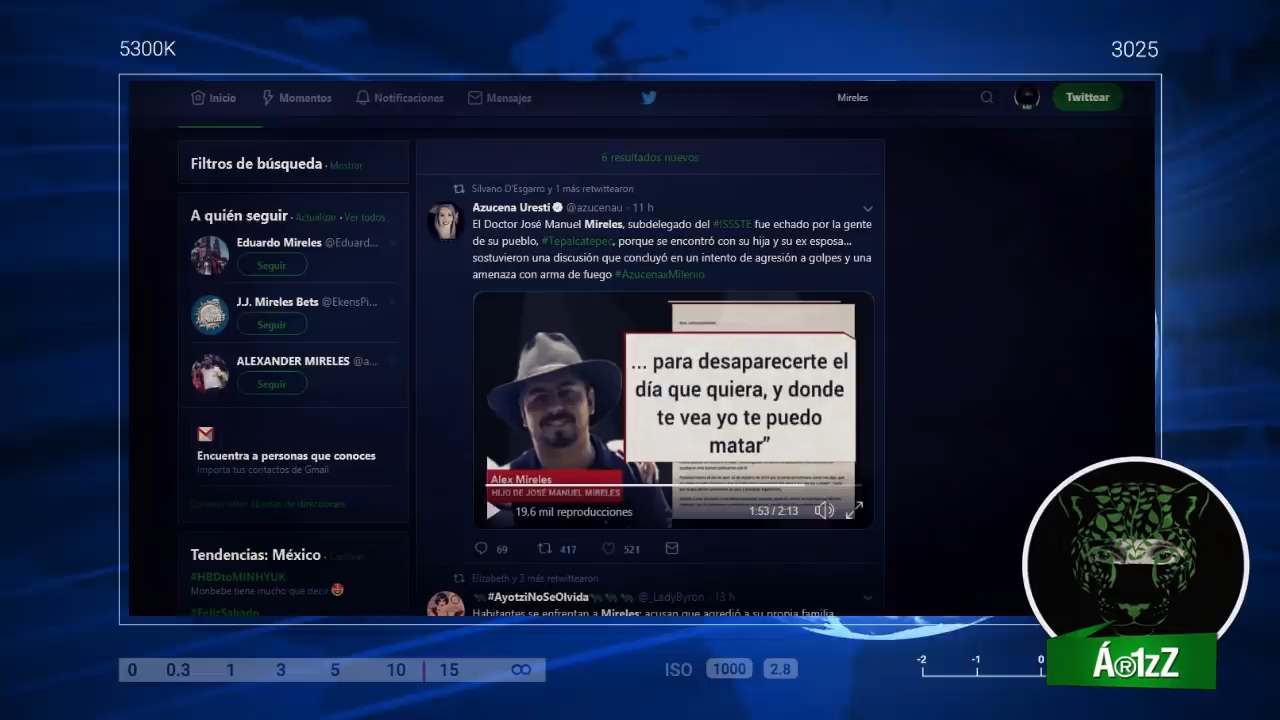 5300K
3025
Inicio
Momentos
Notificaciones
Mensajes
Mireles
Twittear
Filtros de búsqueda · Mostrar
A quién seguir · Actualizar · Ver todos
Eduardo Mireles @Eduard...
Seguir
J.J. Mireles Bets @EkensPi...
Seguir
ALEXANDER MIRELES @a...
Seguir
Encuentra a personas que conoces
Importa tus contactos de Gmail
Tendencias: México ·
#HBDtoMINHYUK
Monbebe tiene mucho que decir
#FelizSabado
6 resultados nuevos
Silvano D'Esgarro y 1 más retwittearon
Azucena Uresti @azucenau · 11 h
El Doctor José Manuel Mireles, subdelegado del #ISSSTE fue echado por la gente
de su pueblo, #Tepalcatepec, porque se encontró con su hija y su ex esposa...
sostuvieron una discusión que concluyó en un intento de agresión a golpes y una
amenaza con arma de fuego #AzucenaxMilenio
... para desaparecerte el
día que quiera, y donde
te vea yo te puedo
matar”
Alex Mireles
HIJO DE JOSÉ MANUEL MIRELES
19,6 mil reproducciones
1:53 / 2:13
69
417
521
Elizabeth y 3 más retwittearon
#AyotziNoSeOlvida @_LadyByron · 13 h
Habitantes se enfrentan a Mireles; acusan que agredió a su propia familia
0 0.3 1 3 5 10 15 ∞
ISO 1000 2.8
-2 -1 0
Á®1zZ